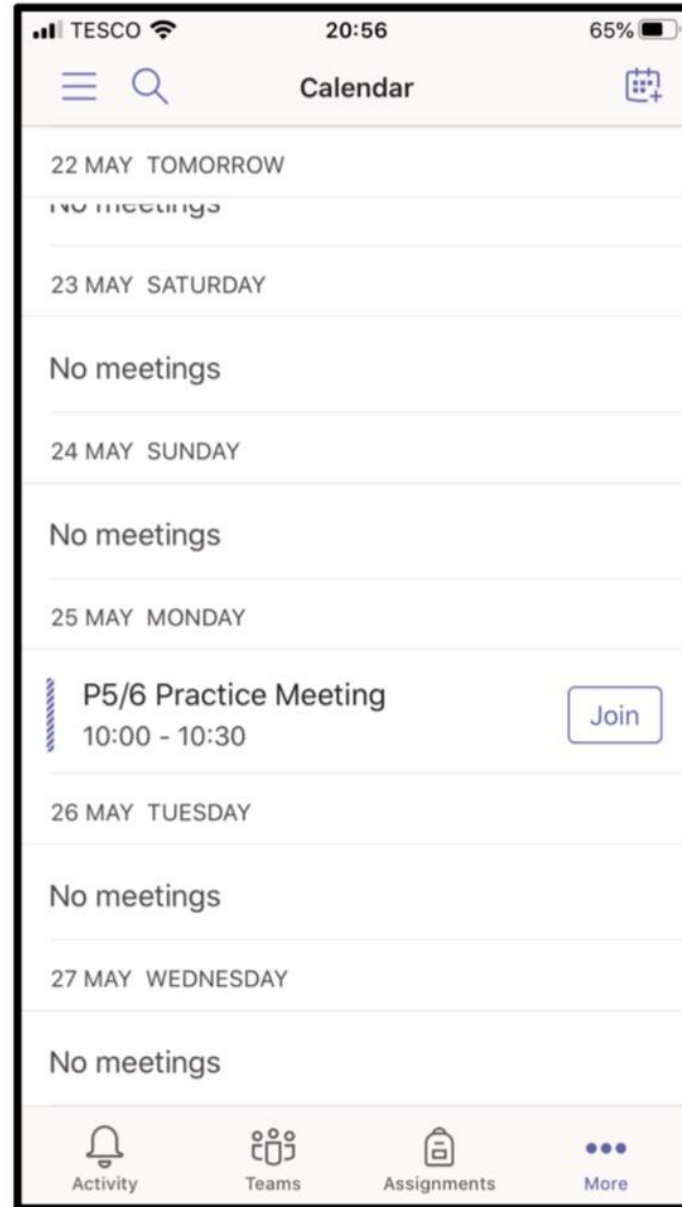 TESCO 20:56 65%
Calendar
22 MAY TOMORROW
No meetings
23 MAY SATURDAY
No meetings
24 MAY SUNDAY
No meetings
25 MAY MONDAY
P5/6 Practice Meeting
10:00 - 10:30
Join
26 MAY TUESDAY
No meetings
27 MAY WEDNESDAY
No meetings
Activity Teams Assignments More